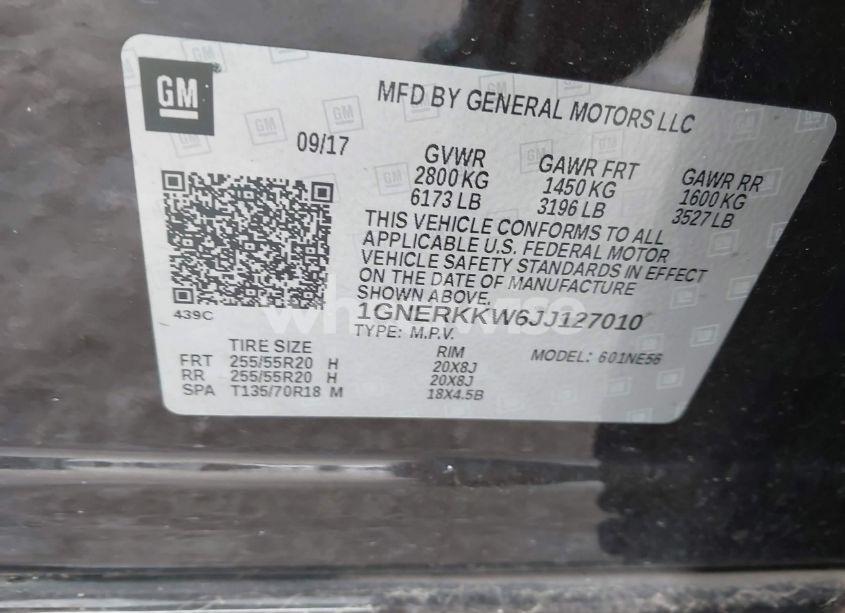 GM
MFD BY GENERAL MOTORS LLC
09/17
GVWR GAWR FRT GAWR RR
2800 KG 1450 KG 1600 KG
6173 LB 3196 LB 3527 LB
THIS VEHICLE CONFORMS TO ALL
APPLICABLE U.S. FEDERAL MOTOR
VEHICLE SAFETY STANDARDS IN EFFECT
ON THE DATE OF MANUFACTURE
SHOWN ABOVE.
439C
1GNERKKW6JJ127010
TYPE: M.P.V. MODEL: 601NE56
TIRE SIZE RIM
FRT 255/55R20 H 20X8J
RR 255/55R20 H 20X8J
SPA T135/70R18 M 18X4.5B